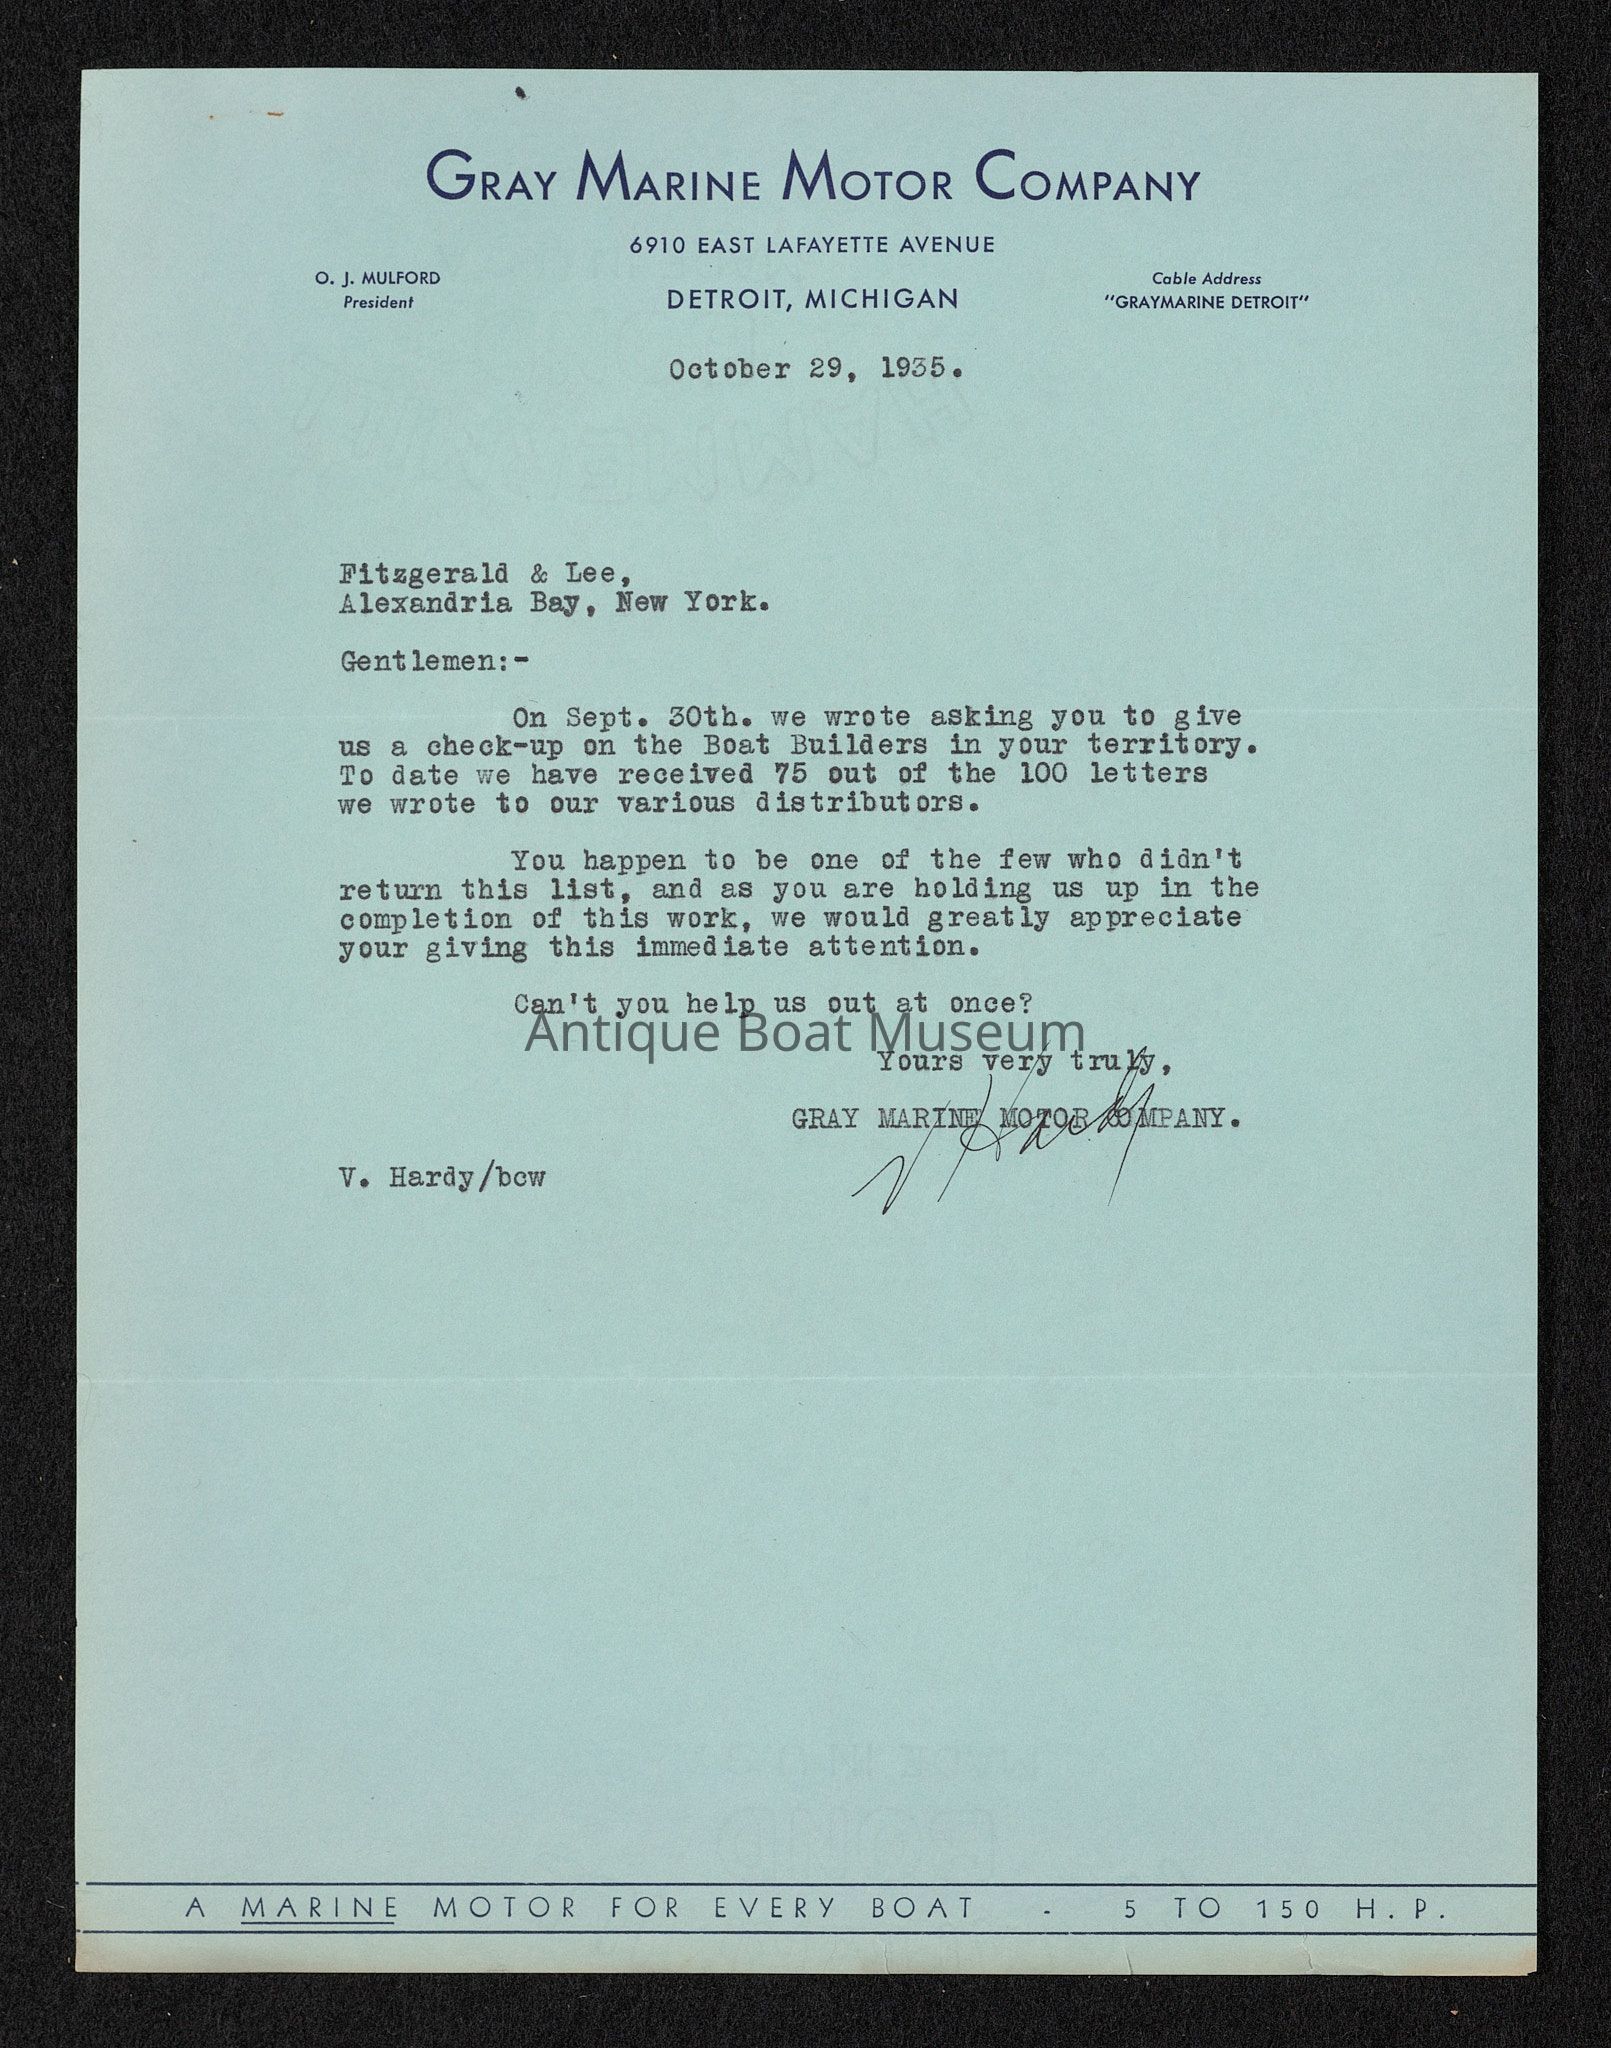 GRAY MARINE MOTOR COMPANY
6910 EAST LAFAYETTE AVENUE
O. J. MULFORD
President
DETROIT, MICHIGAN
Cable Address
"GRAYMARINE DETROIT"
October 29, 1935.
Fitzgerald & Lee,
Alexandria Bay, New York.
Gentlemen:-
On Sept. 30th. we wrote asking you to give
us a check-up on the Boat Builders in your territory.
To date we have received 75 out of the 100 letters
we wrote to our various distributors.
You happen to be one of the few who didn't
return this list, and as you are holding us up in the
completion of this work, we would greatly appreciate
your giving this immediate attention.
Can't you help us out at once?
Antique Boat Museum
Yours very truly,
GRAY MARINE MOTOR COMPANY.
V Hardy
V. Hardy/bcw
A MARINE MOTOR FOR EVERY BOAT - 5 TO 150 H.P.